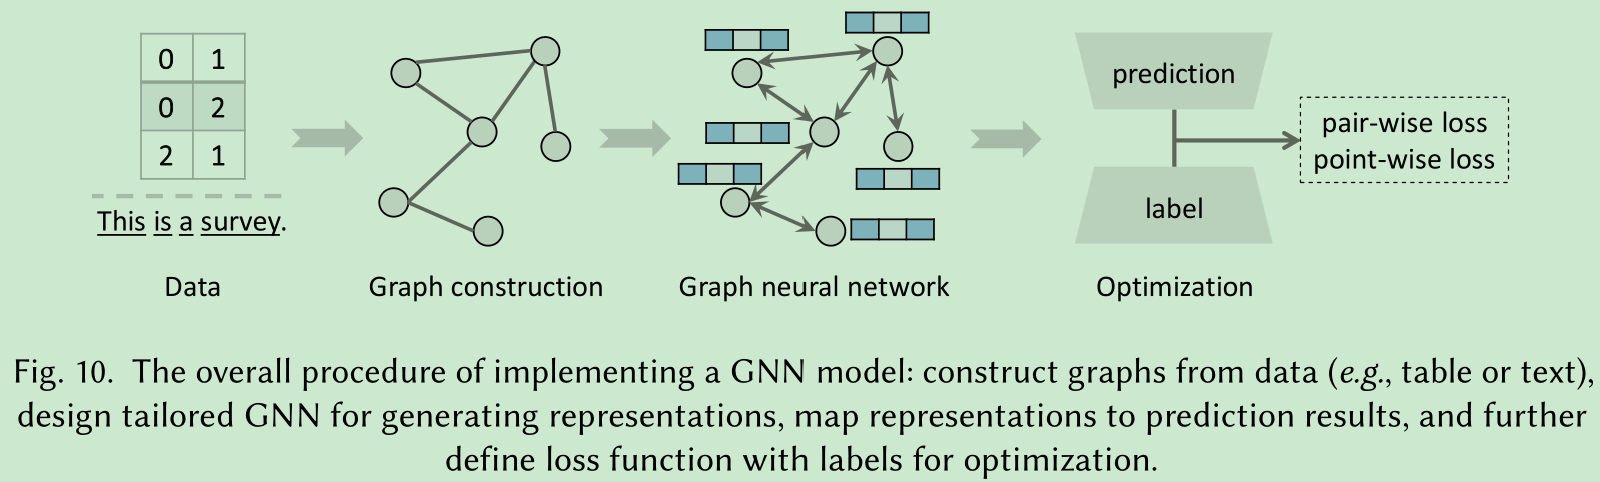 0 1
0 2
2 1
This is a survey.
Data
Graph construction
Graph neural network
prediction
label
pair-wise loss
point-wise loss
Optimization
Fig. 10. The overall procedure of implementing a GNN model: construct graphs from data (e.g., table or text),
design tailored GNN for generating representations, map representations to prediction results, and further
define loss function with labels for optimization.